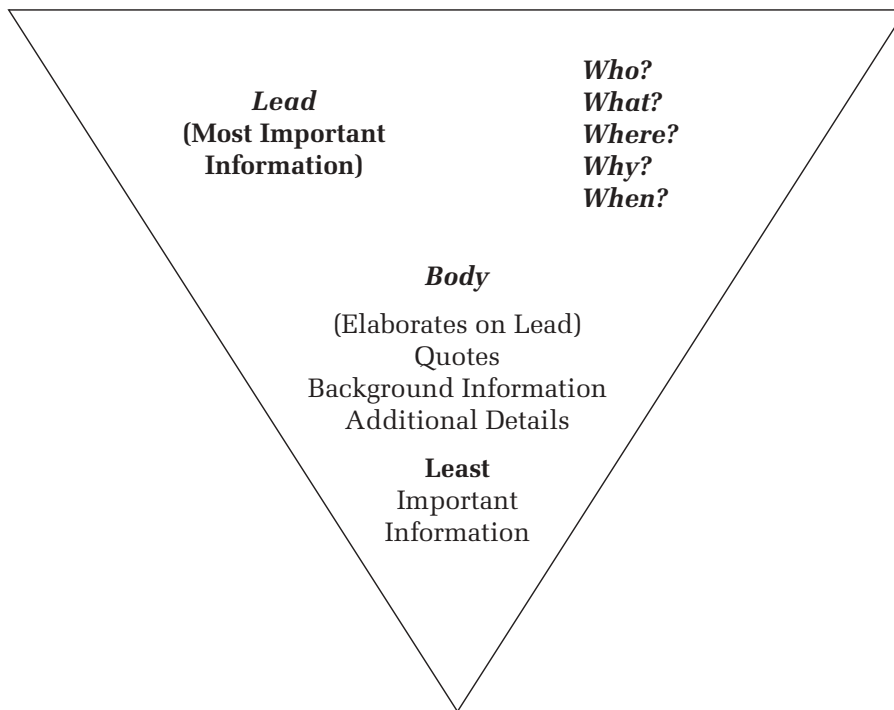 Lead
(Most Important
Information)
Who?
What?
Where?
Why?
When?
Body
(Elaborates on Lead)
Quotes
Background Information
Additional Details
Least
Important
Information